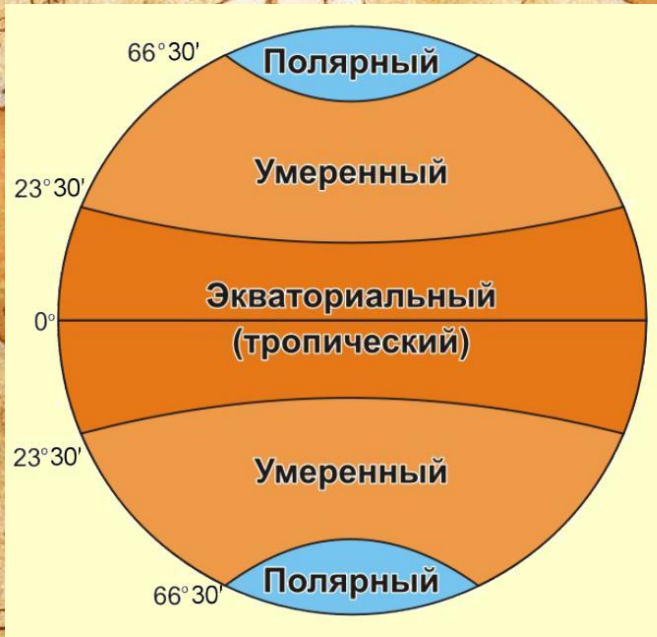 66°30'
Полярный
Умеренный
23°30'
Экваториальный
0°
(тропический)
23°30'
Умеренный
Полярный
66°30'